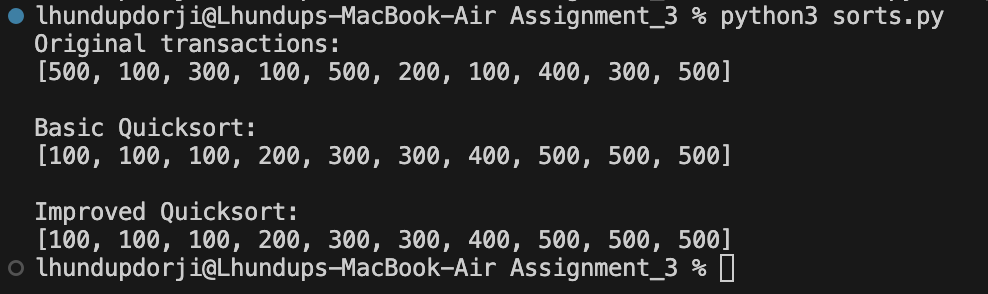 lhundupdorji@Lhundups-MacBook-Air Assignment_3 % python3 sorts.py
Original transactions:
[500, 100, 300, 100, 500, 200, 100, 400, 300, 500]
Basic Quicksort:
[100, 100, 100, 200, 300, 300, 400, 500, 500, 500]
Improved Quicksort:
[100, 100, 100, 200, 300, 300, 400, 500, 500, 500]
lhundupdorji@Lhundups-MacBook-Air Assignment_3 %